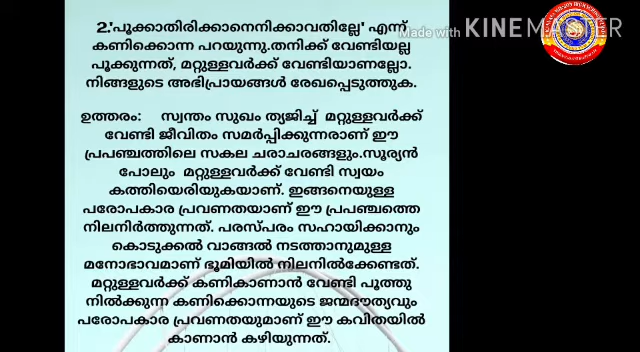 2.'പൂക്കാതിരിക്കാനെനിക്കാവതില്ലേ' എന്ന്
കണിക്കൊന്ന പറയുന്നു.തനിക്ക് വേണ്ടിയല്ല
പൂക്കുന്നത്, മറ്റുള്ളവർക്ക് വേണ്ടിയാണല്ലോ.
നിങ്ങളുടെ അഭിപ്രായങ്ങൾ രേഖപ്പെടുത്തുക.
ഉത്തരം: സ്വന്തം സുഖം ത്യജിച്ച് മറ്റുള്ളവർക്ക്
വേണ്ടി ജീവിതം സമർപ്പിക്കുന്നരാണ് ഈ
പ്രപഞ്ചത്തിലെ സകല ചരാചരങ്ങളും.സൂര്യൻ
പോലും മറ്റുള്ളവർക്ക് വേണ്ടി സ്വയം
കത്തിയെരിയുകയാണ്. ഇങ്ങനെയുള്ള
പരോപകാര പ്രവണതയാണ് ഈ പ്രപഞ്ചത്തെ
നിലനിർത്തുന്നത്. പരസ്പരം സഹായിക്കാനും
കൊടുക്കൽ വാങ്ങൽ നടത്താനുമുള്ള
മനോഭാവമാണ് ഭൂമിയിൽ നിലനിൽക്കേണ്ടത്.
മറ്റുള്ളവർക്ക് കണികാണാൻ വേണ്ടി പൂത്തു
നിൽക്കുന്ന കണിക്കൊന്നയുടെ ജന്മദൗത്യവും
പരോപകാര പ്രവണതയുമാണ് ഈ കവിതയിൽ
കാണാൻ കഴിയുന്നത്.
Made with KINEMASTER